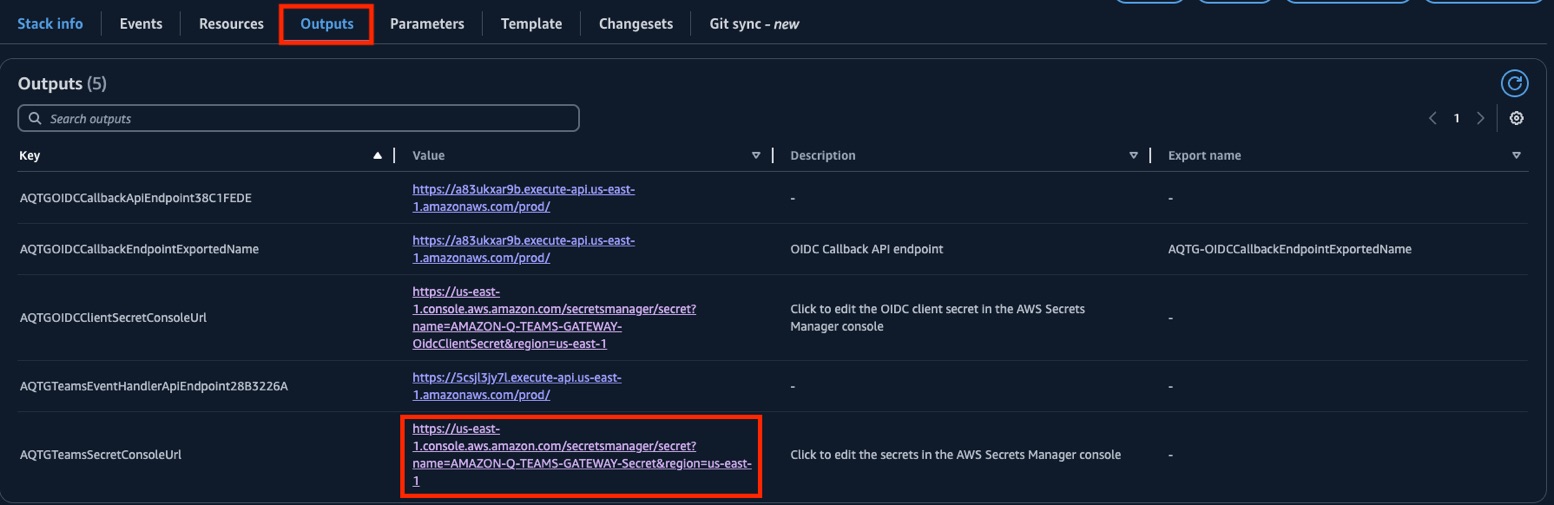 Stack info Events Resources Outputs Parameters Template Changesets Git sync - new
Outputs (5)
Search outputs
1
Key Value Description Export name
AQTGOIDCCallbackApiEndpoint38C1FEDE
https://a83ukxar9b.execute-api.us-east-
1.amazonaws.com/prod/
-
-
AQTGOIDCCallbackEndpointExportedName
https://a83ukxar9b.execute-api.us-east-
1.amazonaws.com/prod/
OIDC Callback API endpoint
AQTG-OIDCCallbackEndpointExportedName
AQTGOIDCClientSecretConsoleUrl
https://us-east-
1.console.aws.amazon.com/secretsmanager/secret?
name=AMAZON-Q-TEAMS-GATEWAY-
OidcClientSecret&region=us-east-1
Click to edit the OIDC client secret in the AWS Secrets
Manager console
-
AQTGTeamsEventHandlerApiEndpoint28B3226A
https://5csjl3jy7l.execute-api.us-east-
1.amazonaws.com/prod/
-
-
AQTGTeamsSecretConsoleUrl
https://us-east-
1.console.aws.amazon.com/secretsmanager/secret?
name=AMAZON-Q-TEAMS-GATEWAY-Secret&region=us-east-
1
Click to edit the secrets in the AWS Secrets Manager console
-